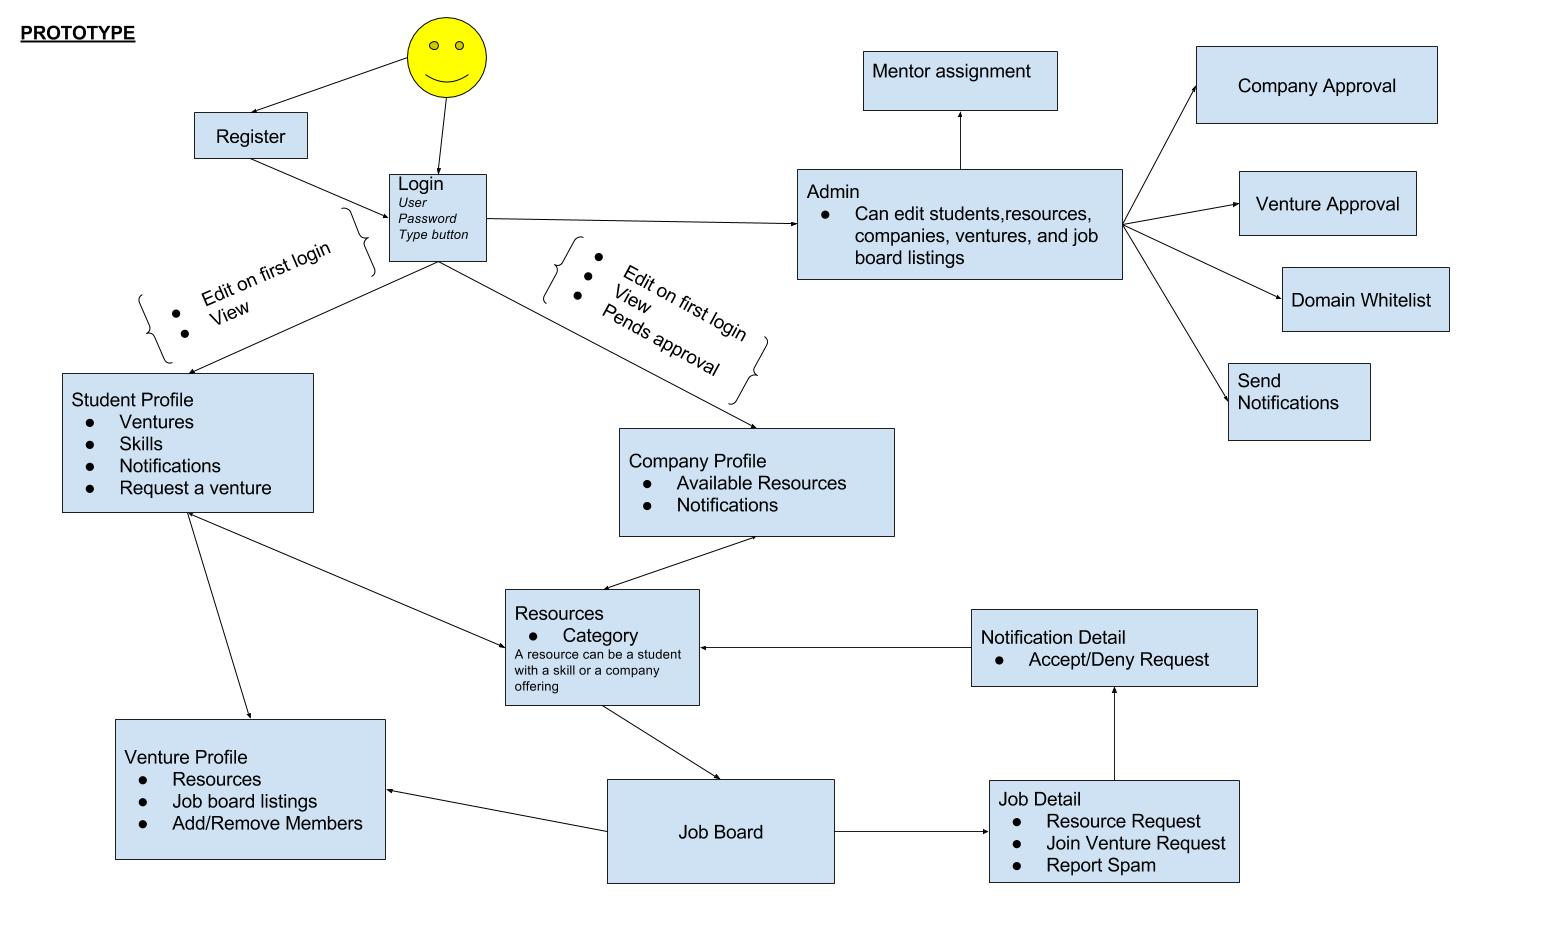 PROTOTYPE
Register
Login
User
Password
Type button
Mentor assignment
Company Approval
Admin
● Can edit students,resources,
companies, ventures, and job
board listings
Venture Approval
Domain Whitelist
Send
Notifications
● Edit on first login
● View
● Edit on first login
● View
● Pends approval
Student Profile
● Ventures
● Skills
● Notifications
● Request a venture
Company Profile
● Available Resources
● Notifications
Resources
● Category
A resource can be a student
with a skill or a company
offering
Notification Detail
● Accept/Deny Request
Venture Profile
● Resources
● Job board listings
● Add/Remove Members
Job Board
Job Detail
● Resource Request
● Join Venture Request
● Report Spam